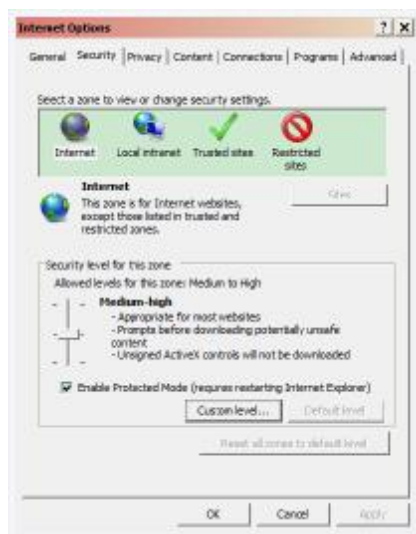 Internet Options
General Security Privacy Content Connections Programs Advanced
Select a zone to view or change security settings.
Internet Local intranet Trusted sites Restricted sites
Internet
Sites
This zone is for Internet websites,
except those listed in trusted and
restricted zones.
Security level for this zone
Allowed levels for this zone: Medium to High
Medium-high
- Appropriate for most websites
- Prompts before downloading potentially unsafe
content
- Unsigned ActiveX controls will not be downloaded
Enable Protected Mode (requires restarting Internet Explorer)
Custom level... Default level
Reset all zones to default level
OK Cancel Apply